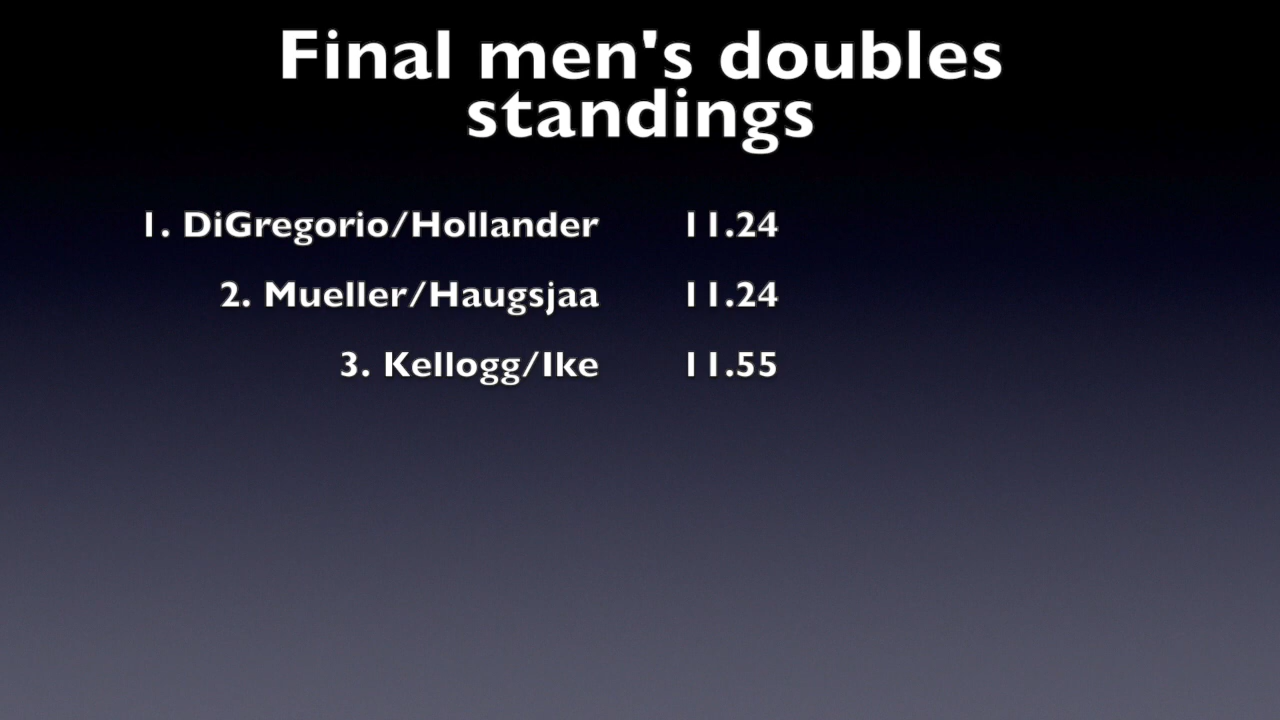 Final men's doubles
standings
1. DiGregorio/Hollander 11.24
2. Mueller/Haugsjaa 11.24
3. Kellogg/Ike 11.55